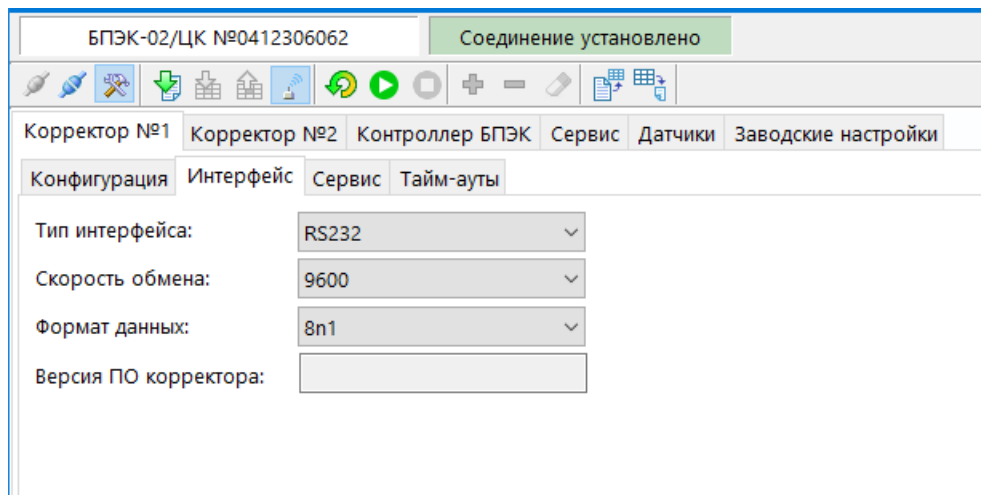 БПЭК-02/ЦК №0412306062 Соединение установлено
Корректор №1 Корректор №2 Контроллер БПЭК Сервис Датчики Заводские настройки
Конфигурация Интерфейс Сервис Тайм-ауты
Тип интерфейса: RS232
Скорость обмена: 9600
Формат данных: 8n1
Версия ПО корректора: